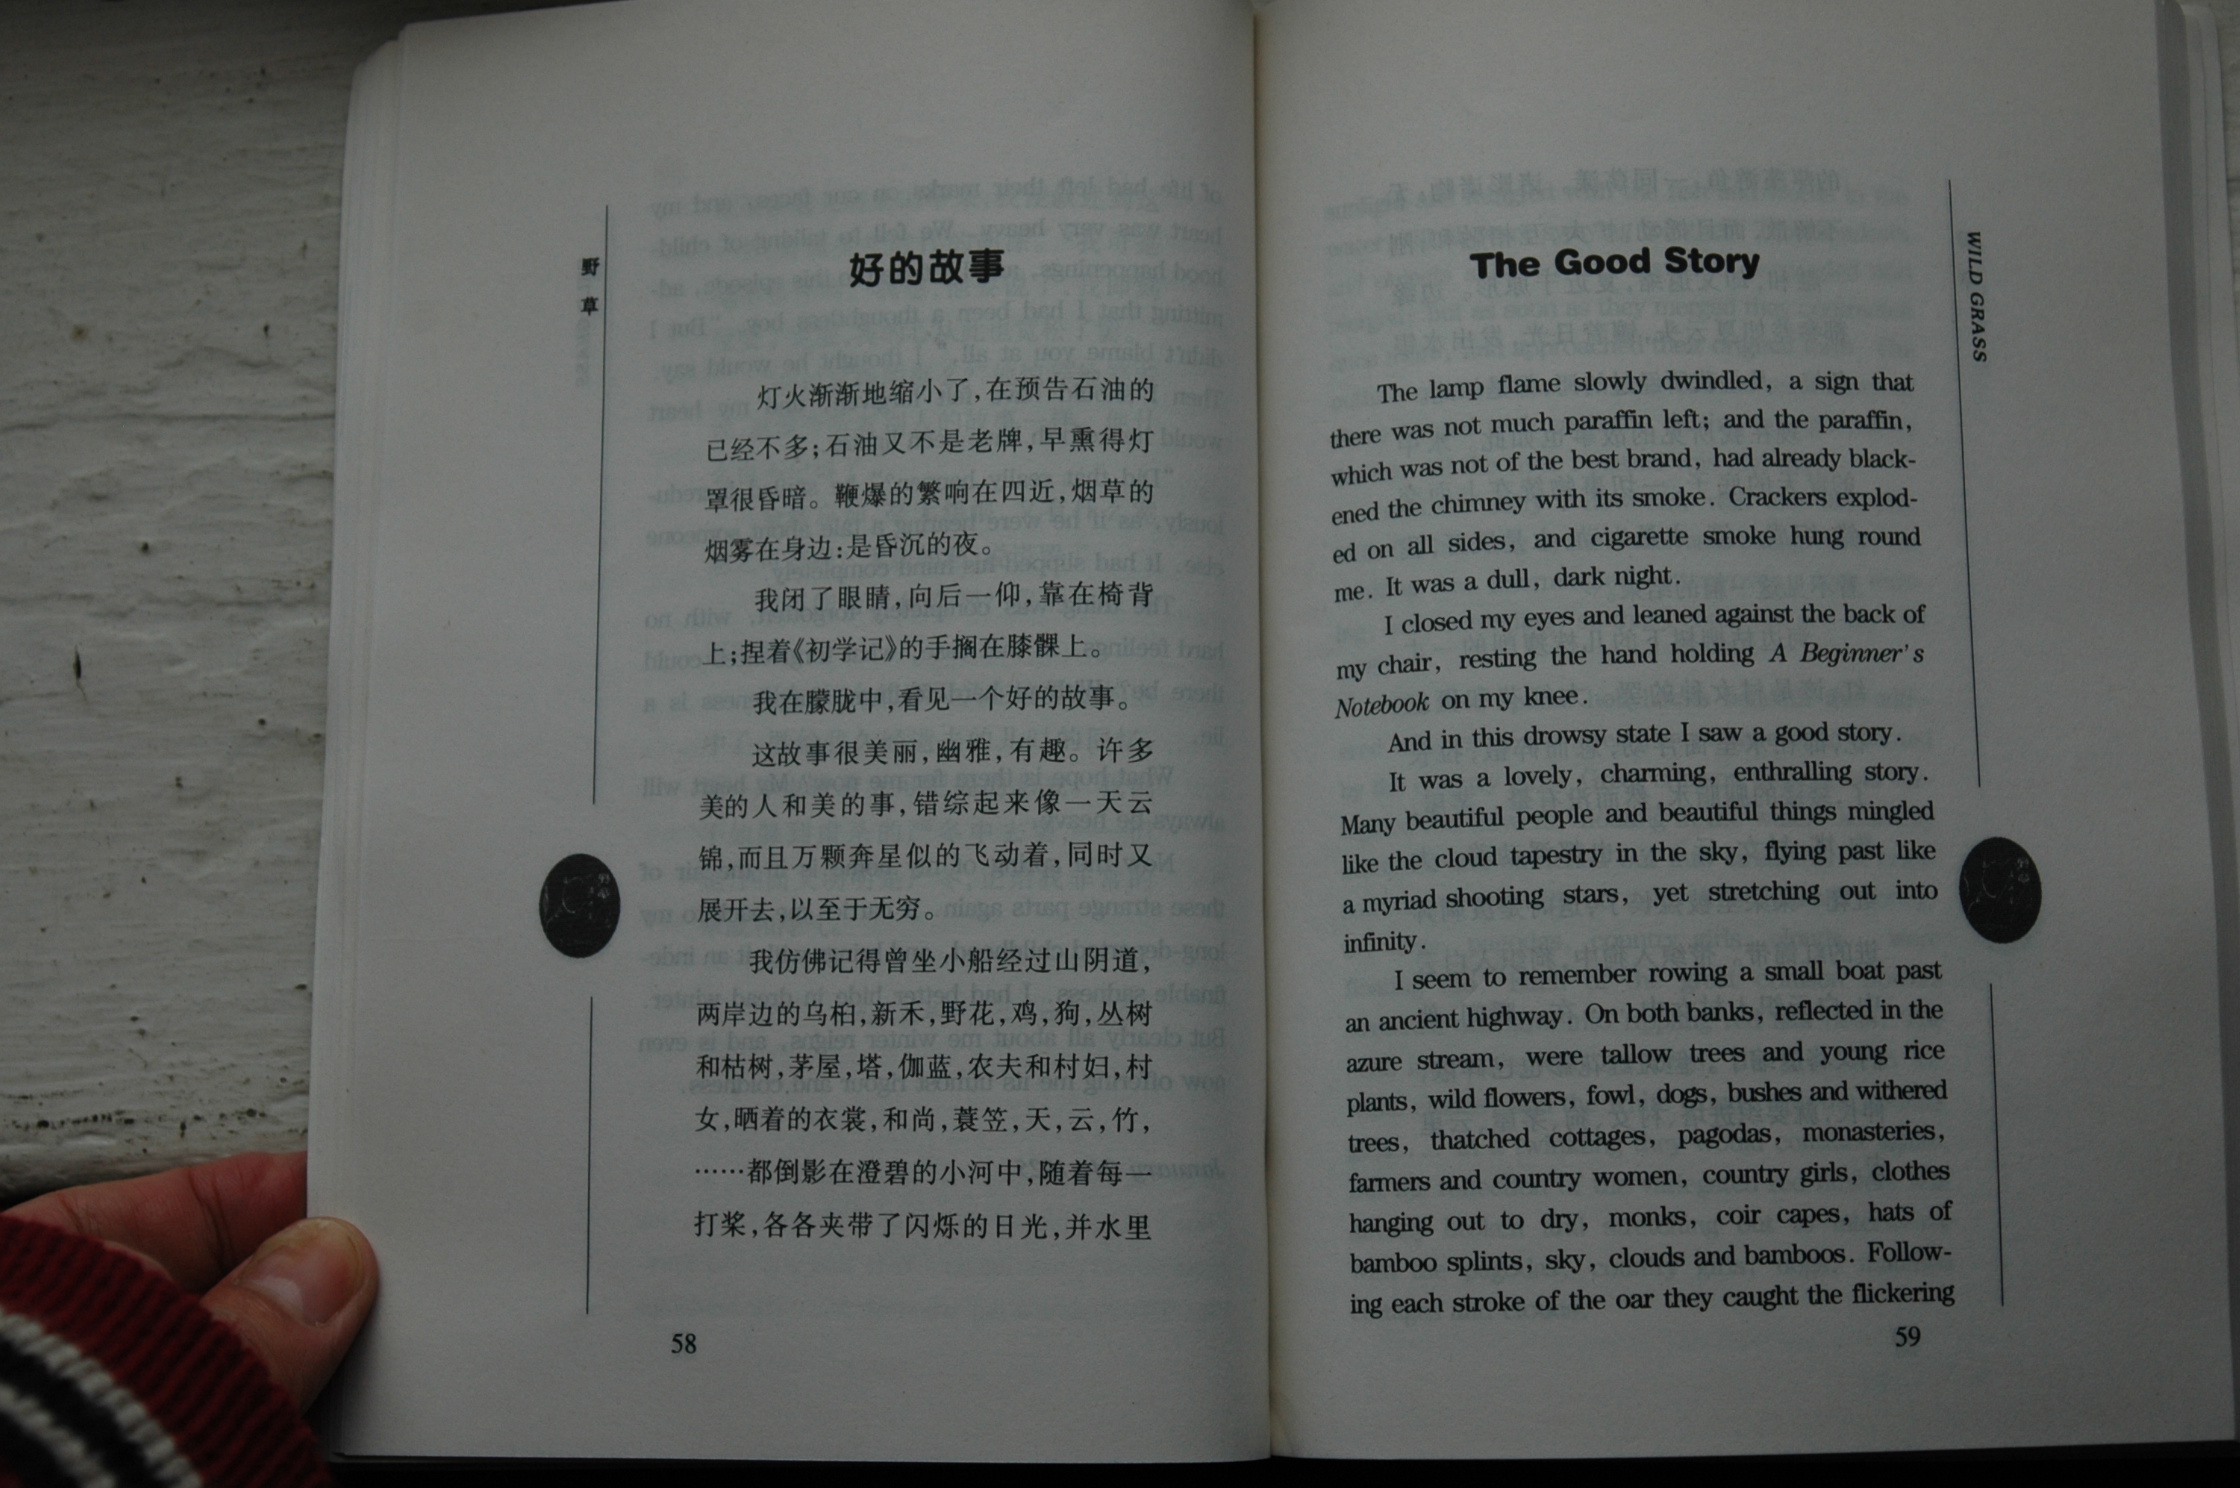 野草
好的故事
灯火渐渐地缩小了,在预告石油的
已经不多;石油又不是老牌,早熏得灯
罩很昏暗。鞭爆的繁响在四近,烟草的
烟雾在身边:是昏沉的夜。
我闭了眼睛,向后一仰,靠在椅背
上;捏着《初学记》的手搁在膝髁上。
我在朦胧中,看见一个好的故事。
这故事很美丽,幽雅,有趣。许多
美的人和美的事,错综起来像一天云
锦,而且万颗奔星似的飞动着,同时又
展开去,以至于无穷。
我仿佛记得曾坐小船经过山阴道,
两岸边的乌桕,新禾,野花,鸡,狗,丛树
和枯树,茅屋,塔,伽蓝,农夫和村妇,村
女,晒着的衣裳,和尚,蓑笠,天,云,竹,
……都倒影在澄碧的小河中,随着每一
打桨,各各夹带了闪烁的日光,并水里
58
WILD GRASS
The Good Story
The lamp flame slowly dwindled, a sign that
there was not much paraffin left; and the paraffin,
which was not of the best brand, had already black-
ened the chimney with its smoke. Crackers explod-
ed on all sides, and cigarette smoke hung round
me. It was a dull, dark night.
I closed my eyes and leaned against the back of
my chair, resting the hand holding A Beginner's
Notebook on my knee.
And in this drowsy state I saw a good story.
It was a lovely, charming, enthralling story.
Many beautiful people and beautiful things mingled
like the cloud tapestry in the sky, flying past like
a myriad shooting stars, yet stretching out into
infinity.
I seem to remember rowing a small boat past
an ancient highway. On both banks, reflected in the
azure stream, were tallow trees and young rice
plants, wild flowers, fowl, dogs, bushes and withered
trees, thatched cottages, pagodas, monasteries,
farmers and country women, country girls, clothes
hanging out to dry, monks, coir capes, hats of
bamboo splints, sky, clouds and bamboos. Follow-
ing each stroke of the oar they caught the flickering
59